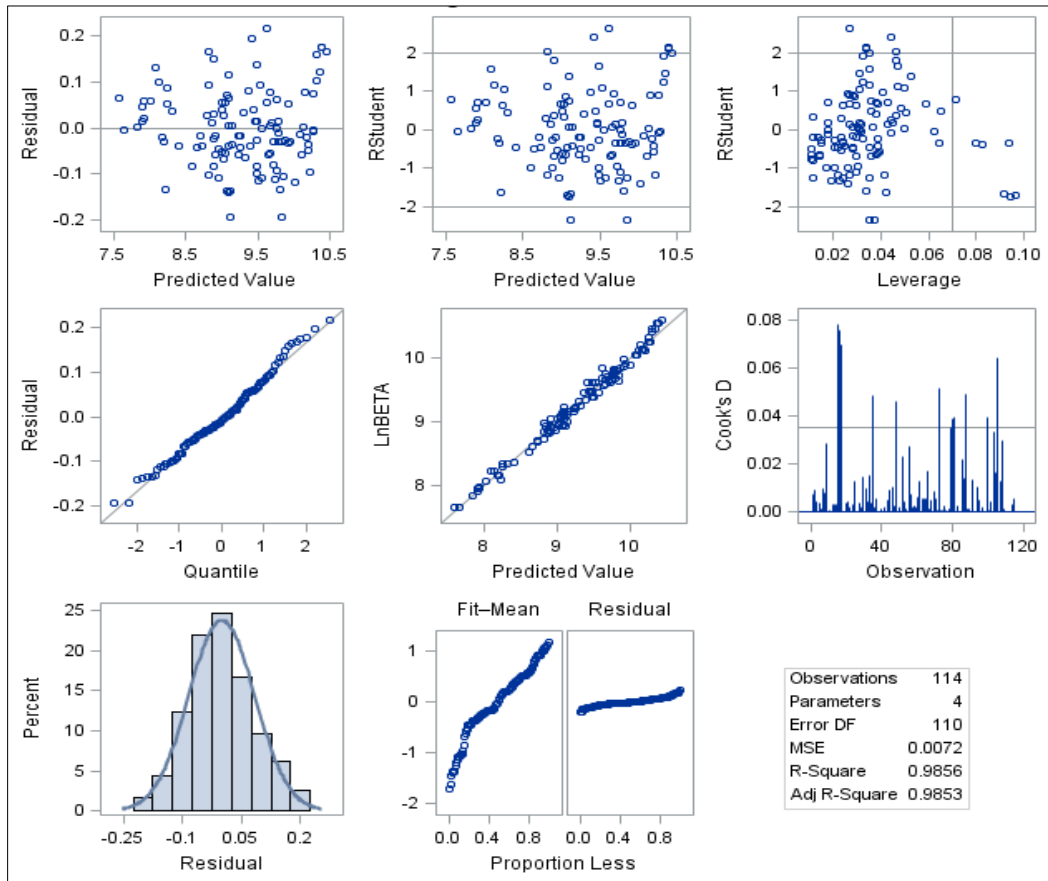 Residual
0.2
0.1
0.0
-0.1
-0.2
7.5 8.5 9.5 10.5
Predicted Value
RStudent
2
0
-2
7.5 8.5 9.5 10.5
Predicted Value
RStudent
2
0
-2
0.02 0.04 0.06 0.08 0.10
Leverage
Residual
0.2
0.1
0.0
-0.1
-0.2
-2 -1 0 1 2
Quantile
LnBETA
10
9
8
8 9 10
Predicted Value
Cook's D
0.08
0.06
0.04
0.02
0.00
0 40 80 120
Observation
Percent
25
20
15
10
5
0
-0.25 -0.1 0.05 0.2
Residual
Fit–Mean Residual
1
0
-1
-2
0.0 0.4 0.8 0.0 0.4 0.8
Proportion Less
Observations 114
Parameters 4
Error DF 110
MSE 0.0072
R-Square 0.9856
Adj R-Square 0.9853